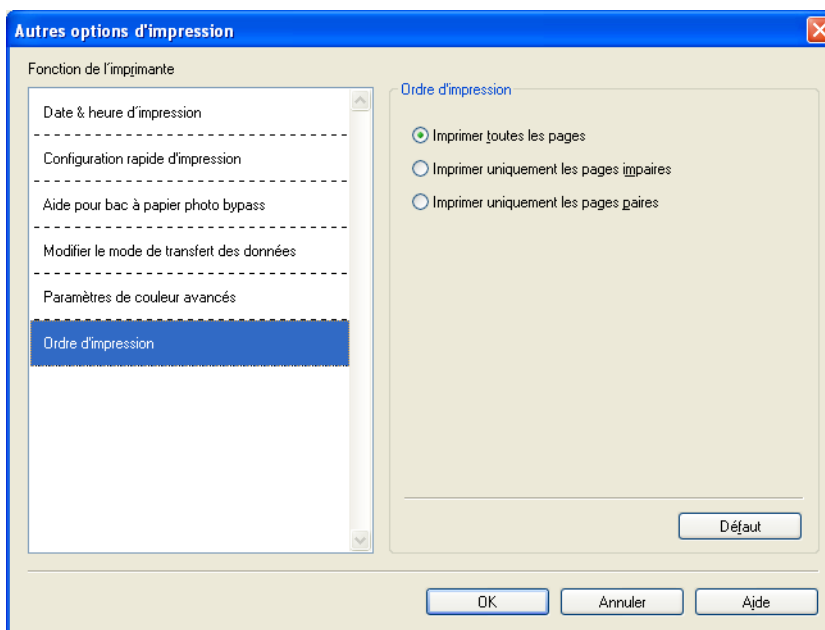 Autres options d'impression
Fonction de l'imprimante
Date & heure d'impression
Configuration rapide d'impression
Aide pour bac à papier photo bypass
Modifier le mode de transfert des données
Paramètres de couleur avancés
Ordre d'impression
Ordre d'impression
Imprimer toutes les pages
Imprimer uniquement les pages impaires
Imprimer uniquement les pages paires
Défaut
OK
Annuler
Aide